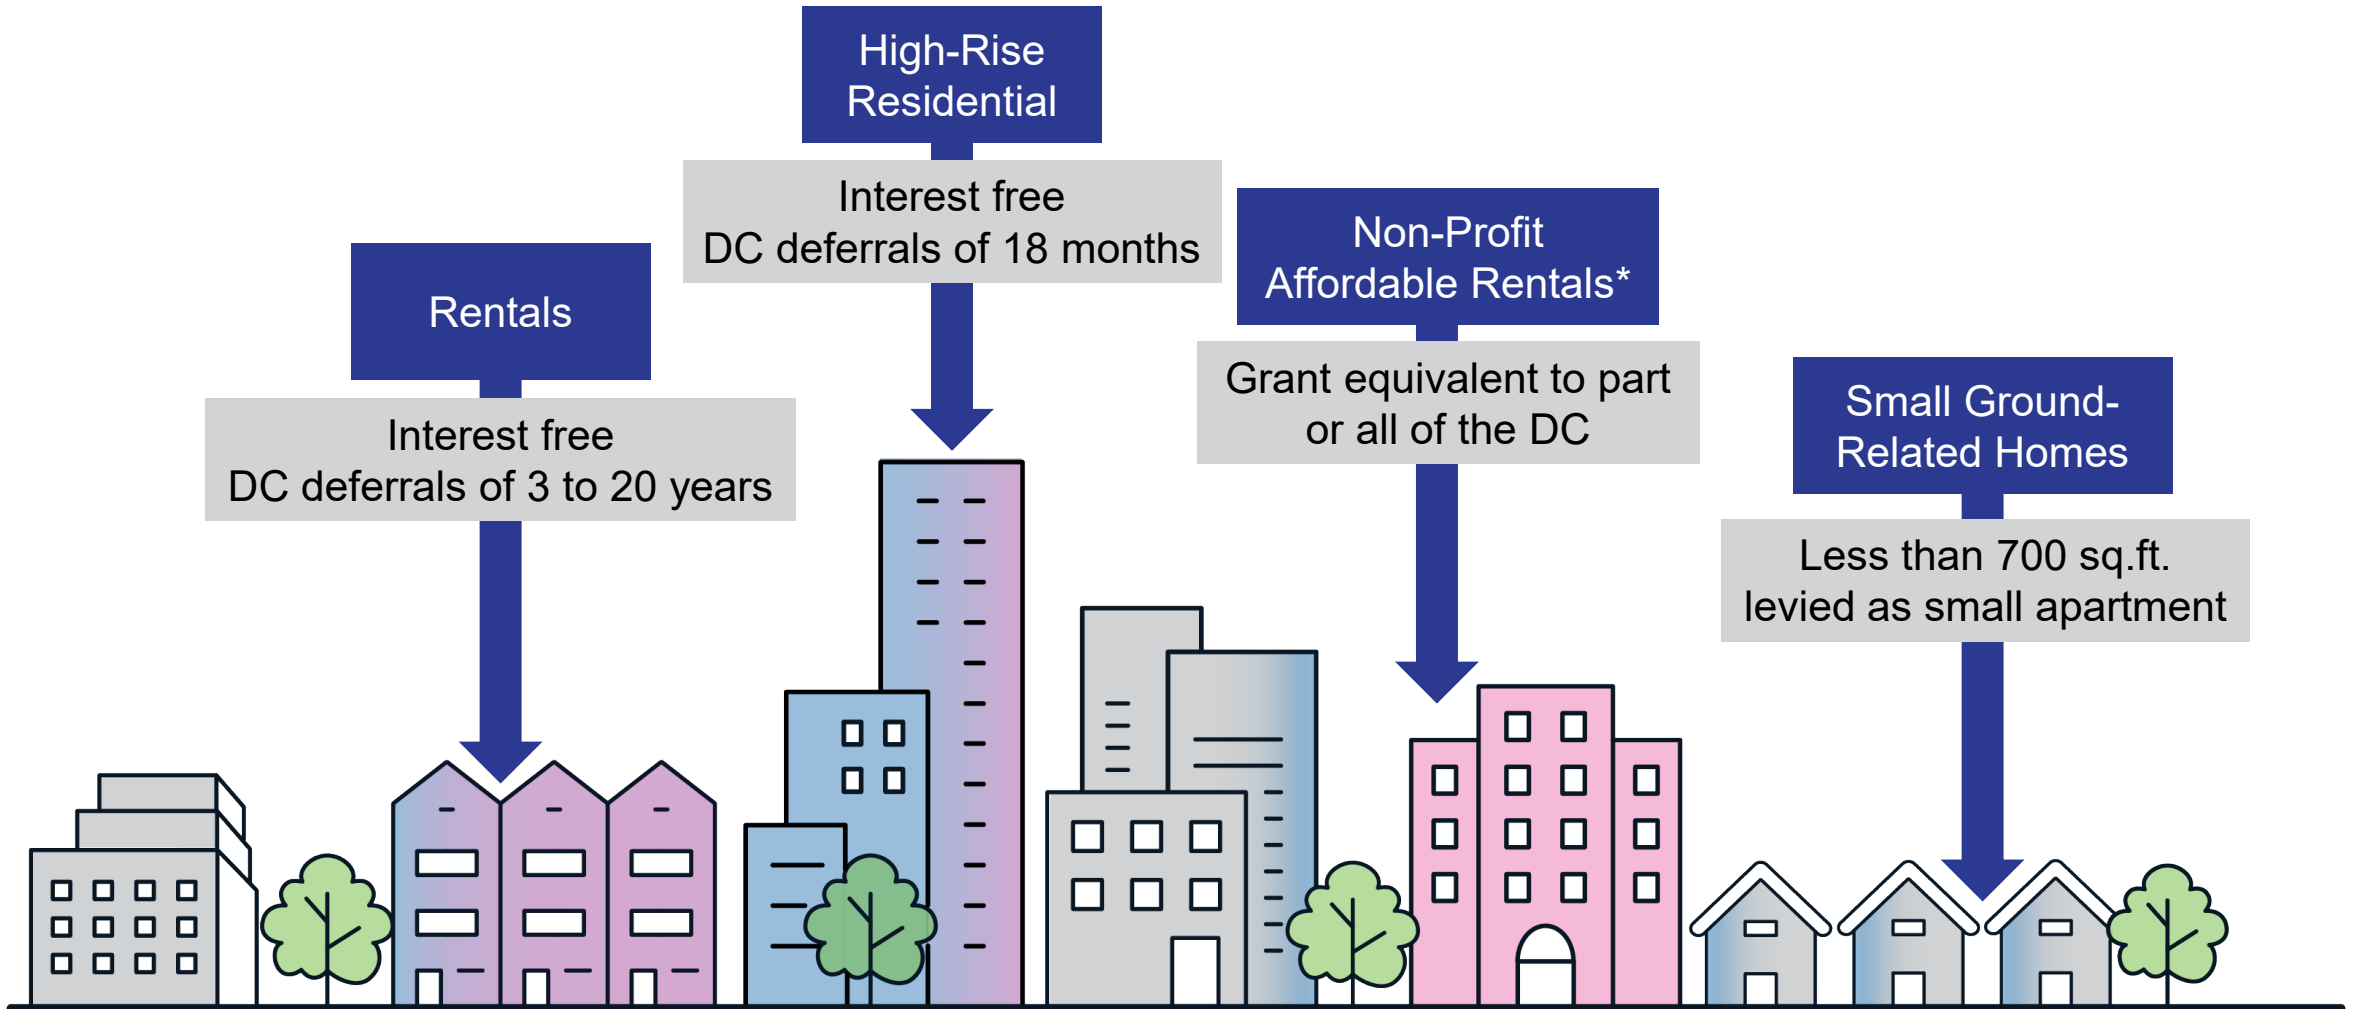 High-Rise
Residential
Interest free
DC deferrals of 18 months
Rentals
Interest free
DC deferrals of 3 to 20 years
Non-Profit
Affordable Rentals*
Grant equivalent to part
or all of the DC
Small Ground-
Related Homes
Less than 700 sq.ft.
levied as small apartment